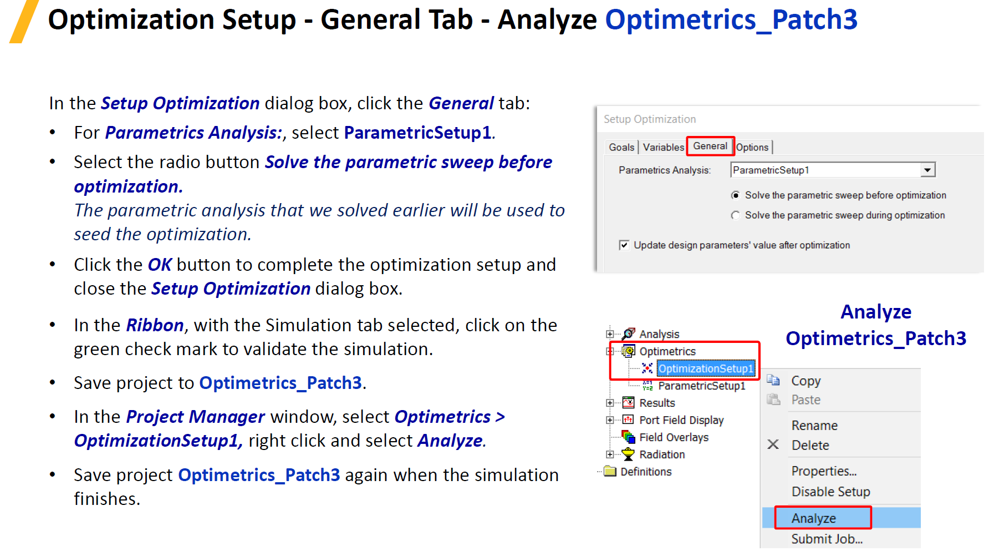 Optimization Setup - General Tab - Analyze Optimetrics_Patch3
In the Setup Optimization dialog box, click the General tab:
• For Parametrics Analysis:, select ParametricSetup1.
• Select the radio button Solve the parametric sweep before
optimization.
The parametric analysis that we solved earlier will be used to
seed the optimization.
• Click the OK button to complete the optimization setup and
close the Setup Optimization dialog box.
• In the Ribbon, with the Simulation tab selected, click on the
green check mark to validate the simulation.
• Save project to Optimetrics_Patch3.
• In the Project Manager window, select Optimetrics >
OptimizationSetup1, right click and select Analyze.
• Save project Optimetrics_Patch3 again when the simulation
finishes.
Setup Optimization
Goals Variables General Options
Parametrics Analysis: ParametricSetup1
Solve the parametric sweep before optimization
Solve the parametric sweep during optimization
Update design parameters' value after optimization
Analyze
Optimetrics_Patch3
Analysis
Optimetrics
OptimizationSetup1
ParametricSetup1
Results
Port Field Display
Field Overlays
Radiation
Definitions
Copy
Paste
Rename
Delete
Properties...
Disable Setup
Analyze
Submit Job...